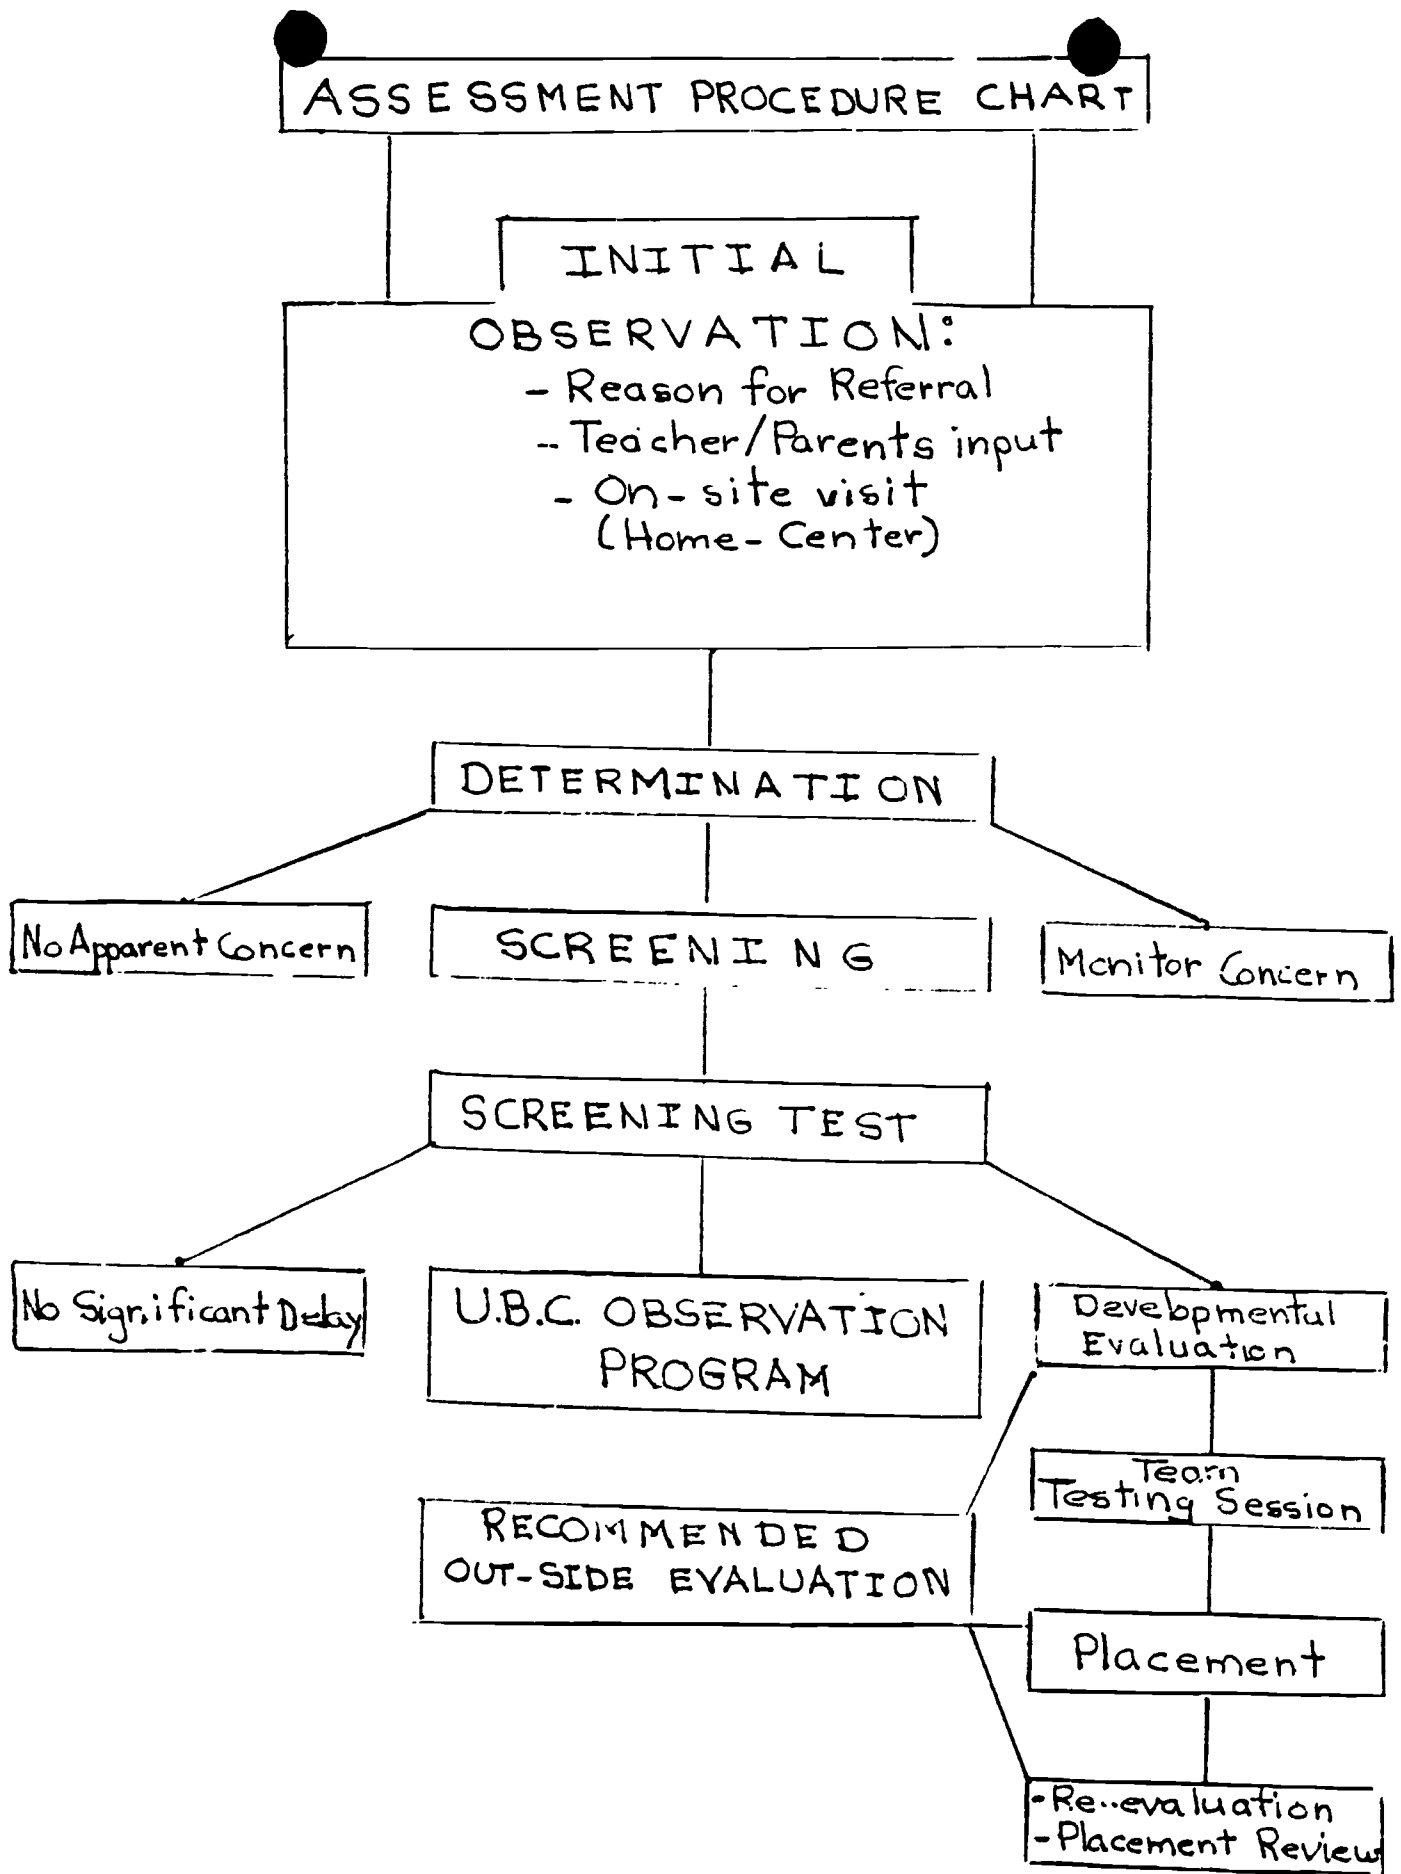 ASSESSMENT PROCEDURE CHART
INITIAL
OBSERVATION:
- Reason for Referral
- Teacher/Parents input
- On-site visit
(Home-Center)
DETERMINATION
No Apparent Concern
SCREENING
Monitor Concern
SCREENING TEST
No Significant Delay
U.B.C. OBSERVATION
PROGRAM
Developmental
Evaluation
Team
Testing Session
RECOMMENDED
OUT-SIDE EVALUATION
Placement
- Re-evaluation
- Placement Review